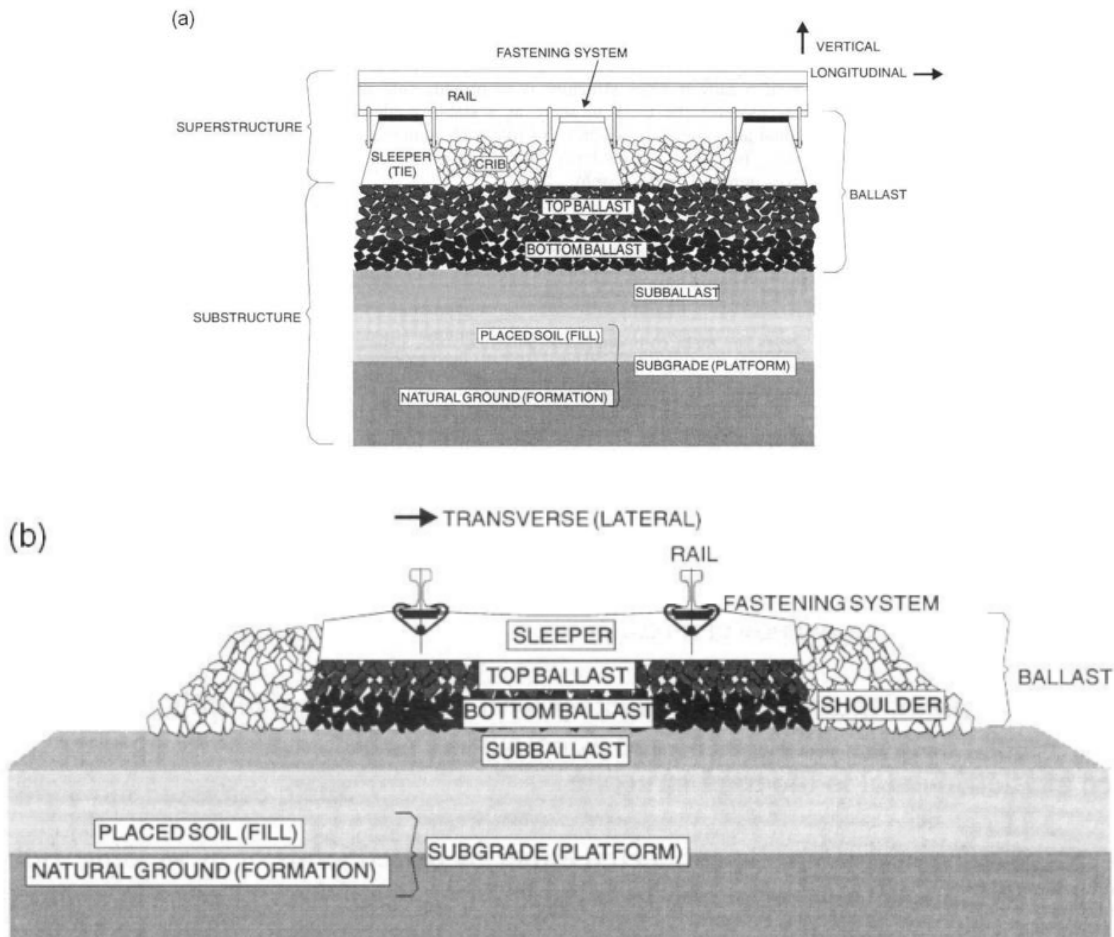 (a)
FASTENING SYSTEM
VERTICAL
LONGITUDINAL
RAIL
SUPERSTRUCTURE
SLEEPER
(TIE)
CRIB
BALLAST
TOP BALLAST
BOTTOM BALLAST
SUBBALLAST
SUBSTRUCTURE
PLACED SOIL (FILL)
SUBGRADE (PLATFORM)
NATURAL GROUND (FORMATION)
(b)
TRANSVERSE (LATERAL)
RAIL
FASTENING SYSTEM
SLEEPER
TOP BALLAST
BALLAST
BOTTOM BALLAST
SHOULDER
SUBBALLAST
PLACED SOIL (FILL)
SUBGRADE (PLATFORM)
NATURAL GROUND (FORMATION)